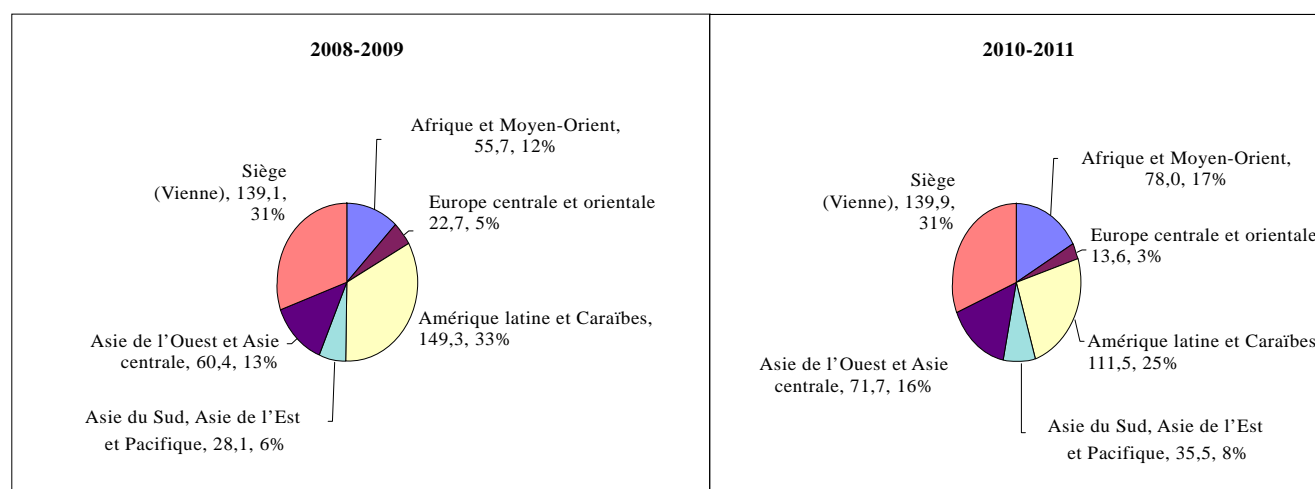 2008-2009
Afrique et Moyen-Orient,
55,7, 12%
Siège
(Vienne), 139,1,
31%
Europe centrale et orientale
22,7, 5%
Amérique latine et Caraïbes,
149,3, 33%
Asie de l’Ouest et Asie
centrale, 60,4, 13%
Asie du Sud, Asie de l’Est
et Pacifique, 28,1, 6%
2010-2011
Afrique et Moyen-Orient,
78,0, 17%
Siège
(Vienne), 139,9,
31%
Europe centrale et orientale
13,6, 3%
Amérique latine et Caraïbes
111,5, 25%
Asie de l’Ouest et Asie
centrale, 71,7, 16%
Asie du Sud, Asie de l’Est
et Pacifique, 35,5, 8%